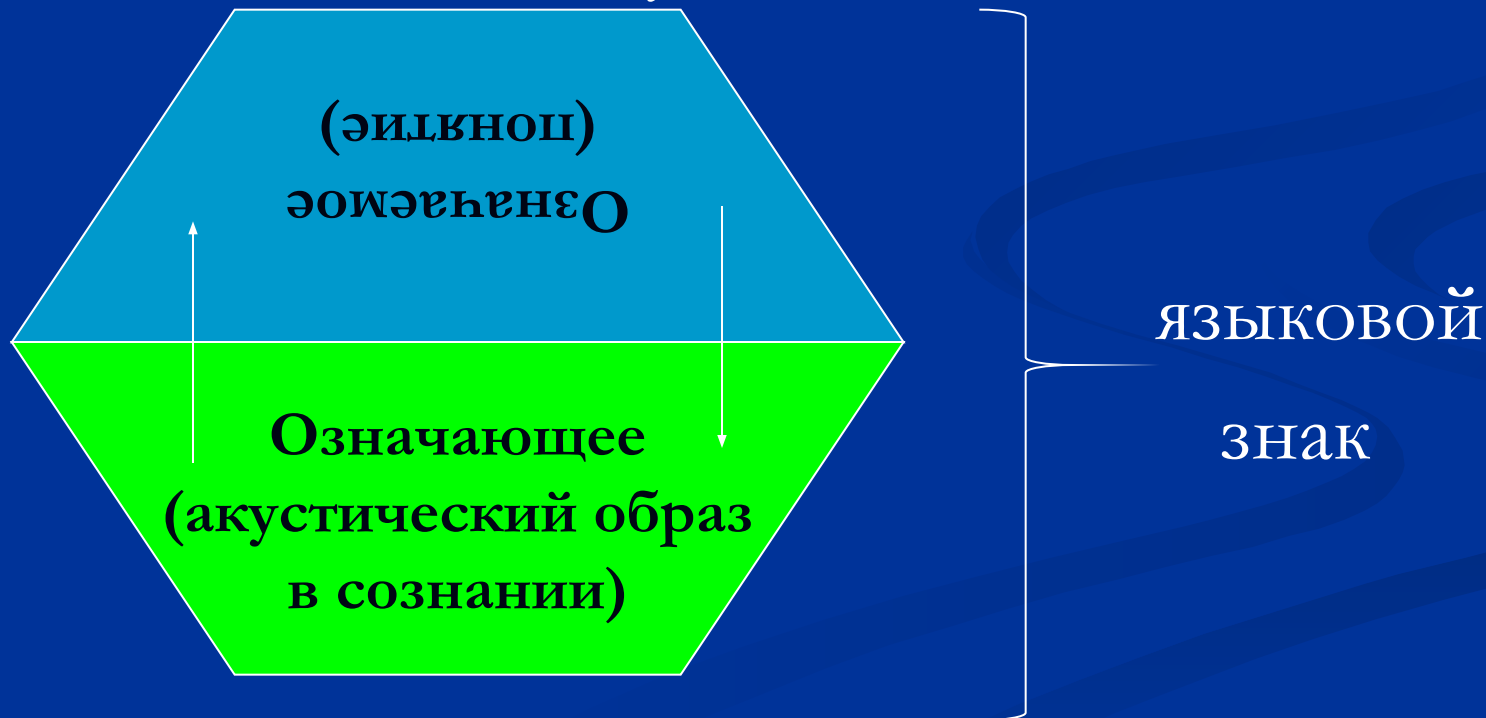 Означаемое
(понятие)
Означающее
(акустический образ
в сознании)
языковой
знак